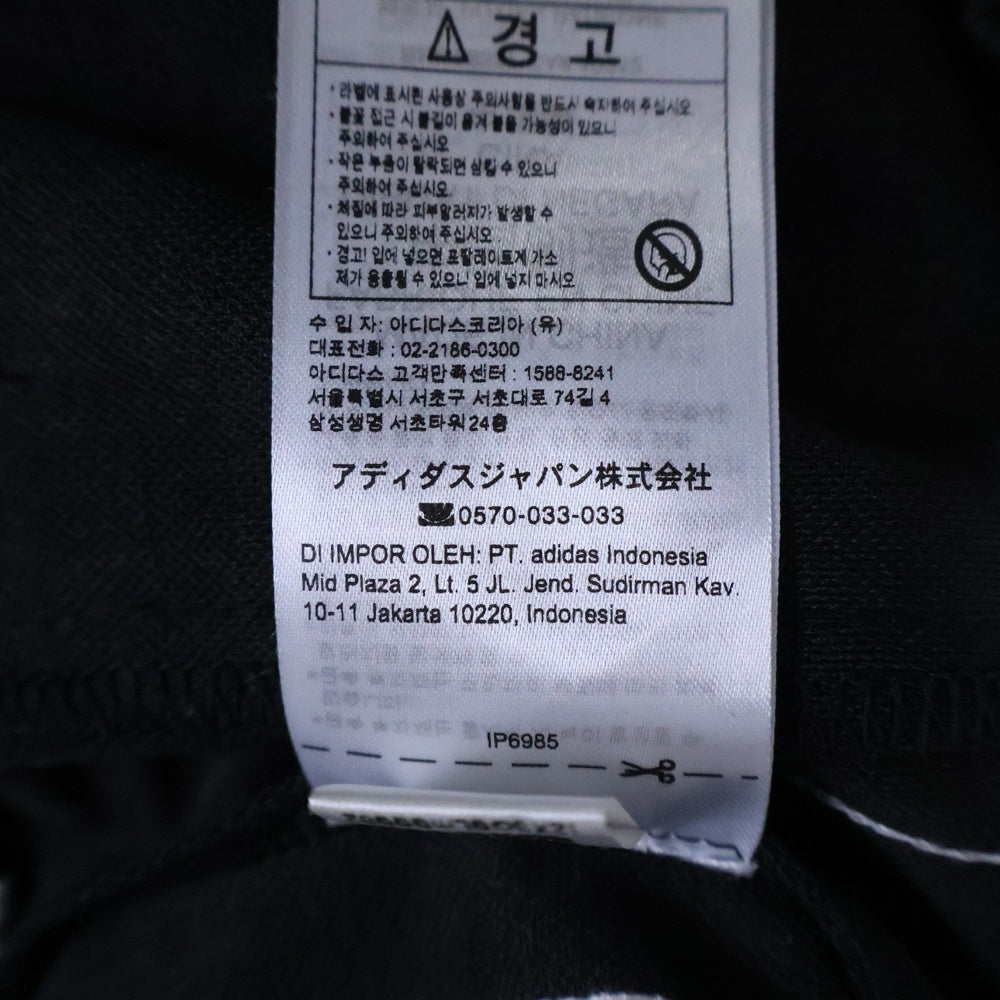 경 고
· 라벨에 표시된 사용상 주의사항을 반드시 숙지하여 주십시오
· 불꽃 접근 시 불길이 옮겨 붙을 가능성이 있으니
주의하여 주십시오
· 작은 부품이 탈락되면 삼킬 수 있으니
주의하여 주십시오.
· 체질에 따라 피부알러지가 발생할 수
있으니 주의하여 주십시오
· 경고! 입에 넣으면 프탈레이트계 가소
제가 용출될 수 있으니 입에 넣지 마시오
수 입 자: 아디다스코리아 (유)
대표전화 : 02-2186-0300
아디다스 고객만족센터 : 1588-8241
서울특별시 서초구 서초대로 74길 4
삼성생명 서초타워 24층
アディダスジャパン株式会社
0570-033-033
DI IMPOR OLEH: PT. adidas Indonesia
Mid Plaza 2, Lt. 5 JL. Jend. Sudirman Kav.
10-11 Jakarta 10220, Indonesia
IP6985